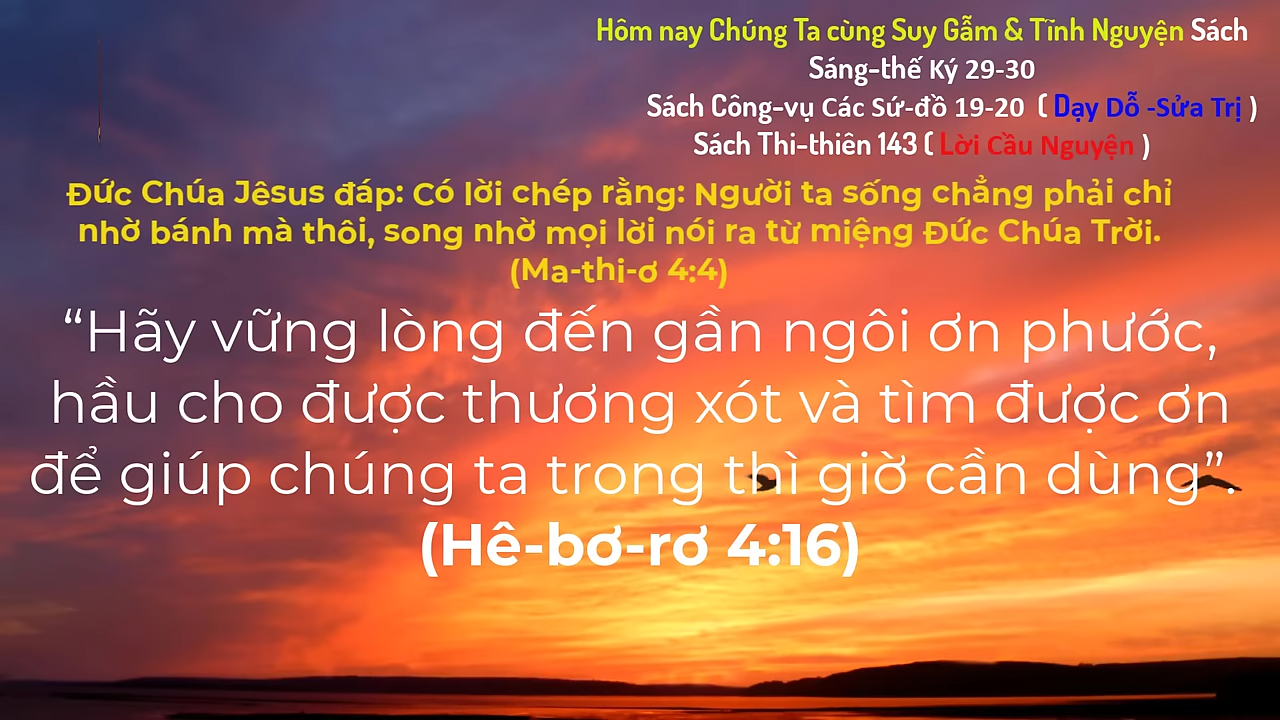 Hôm nay Chúng Ta cùng Suy Gẫm & Tĩnh Nguyện Sách
Sáng-thế Ký 29-30
Sách Công-vụ Các Sứ-đồ 19-20 ( Dạy Dỗ -Sửa Trị )
Sách Thi-thiên 143 ( Lời Cầu Nguyện )
Đức Chúa Jêsus đáp: Có lời chép rằng: Người ta sống chẳng phải chỉ
nhờ bánh mà thôi, song nhờ mọi lời nói ra từ miệng Đức Chúa Trời.
(Ma-thi-ơ 4:4)
“Hãy vững lòng đến gần ngôi ơn phước,
hầu cho được thương xót và tìm được ơn
để giúp chúng ta trong thì giờ cần dùng”.
(Hê-bơ-rơ 4:16)